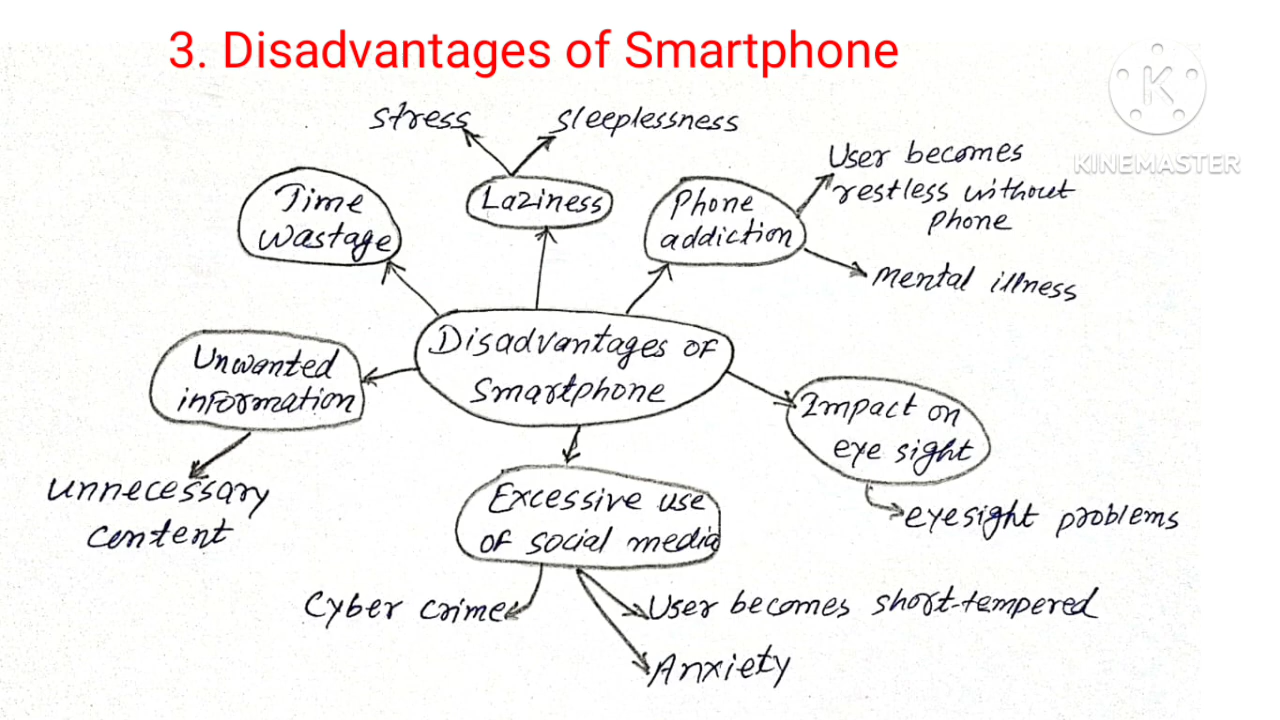 3. Disadvantages of Smartphone
K
KINEMASTER
stress
sleeplessness
Time
wastage
Laziness
Phone
addiction
User becomes
restless without
phone
mental illness
Disadvantages of
smartphone
Unwanted
information
unnecessary
content
Impact on
eye sight
eyesight problems
Excessive use
of social media
Cyber crime
User becomes short-tempered
Anxiety